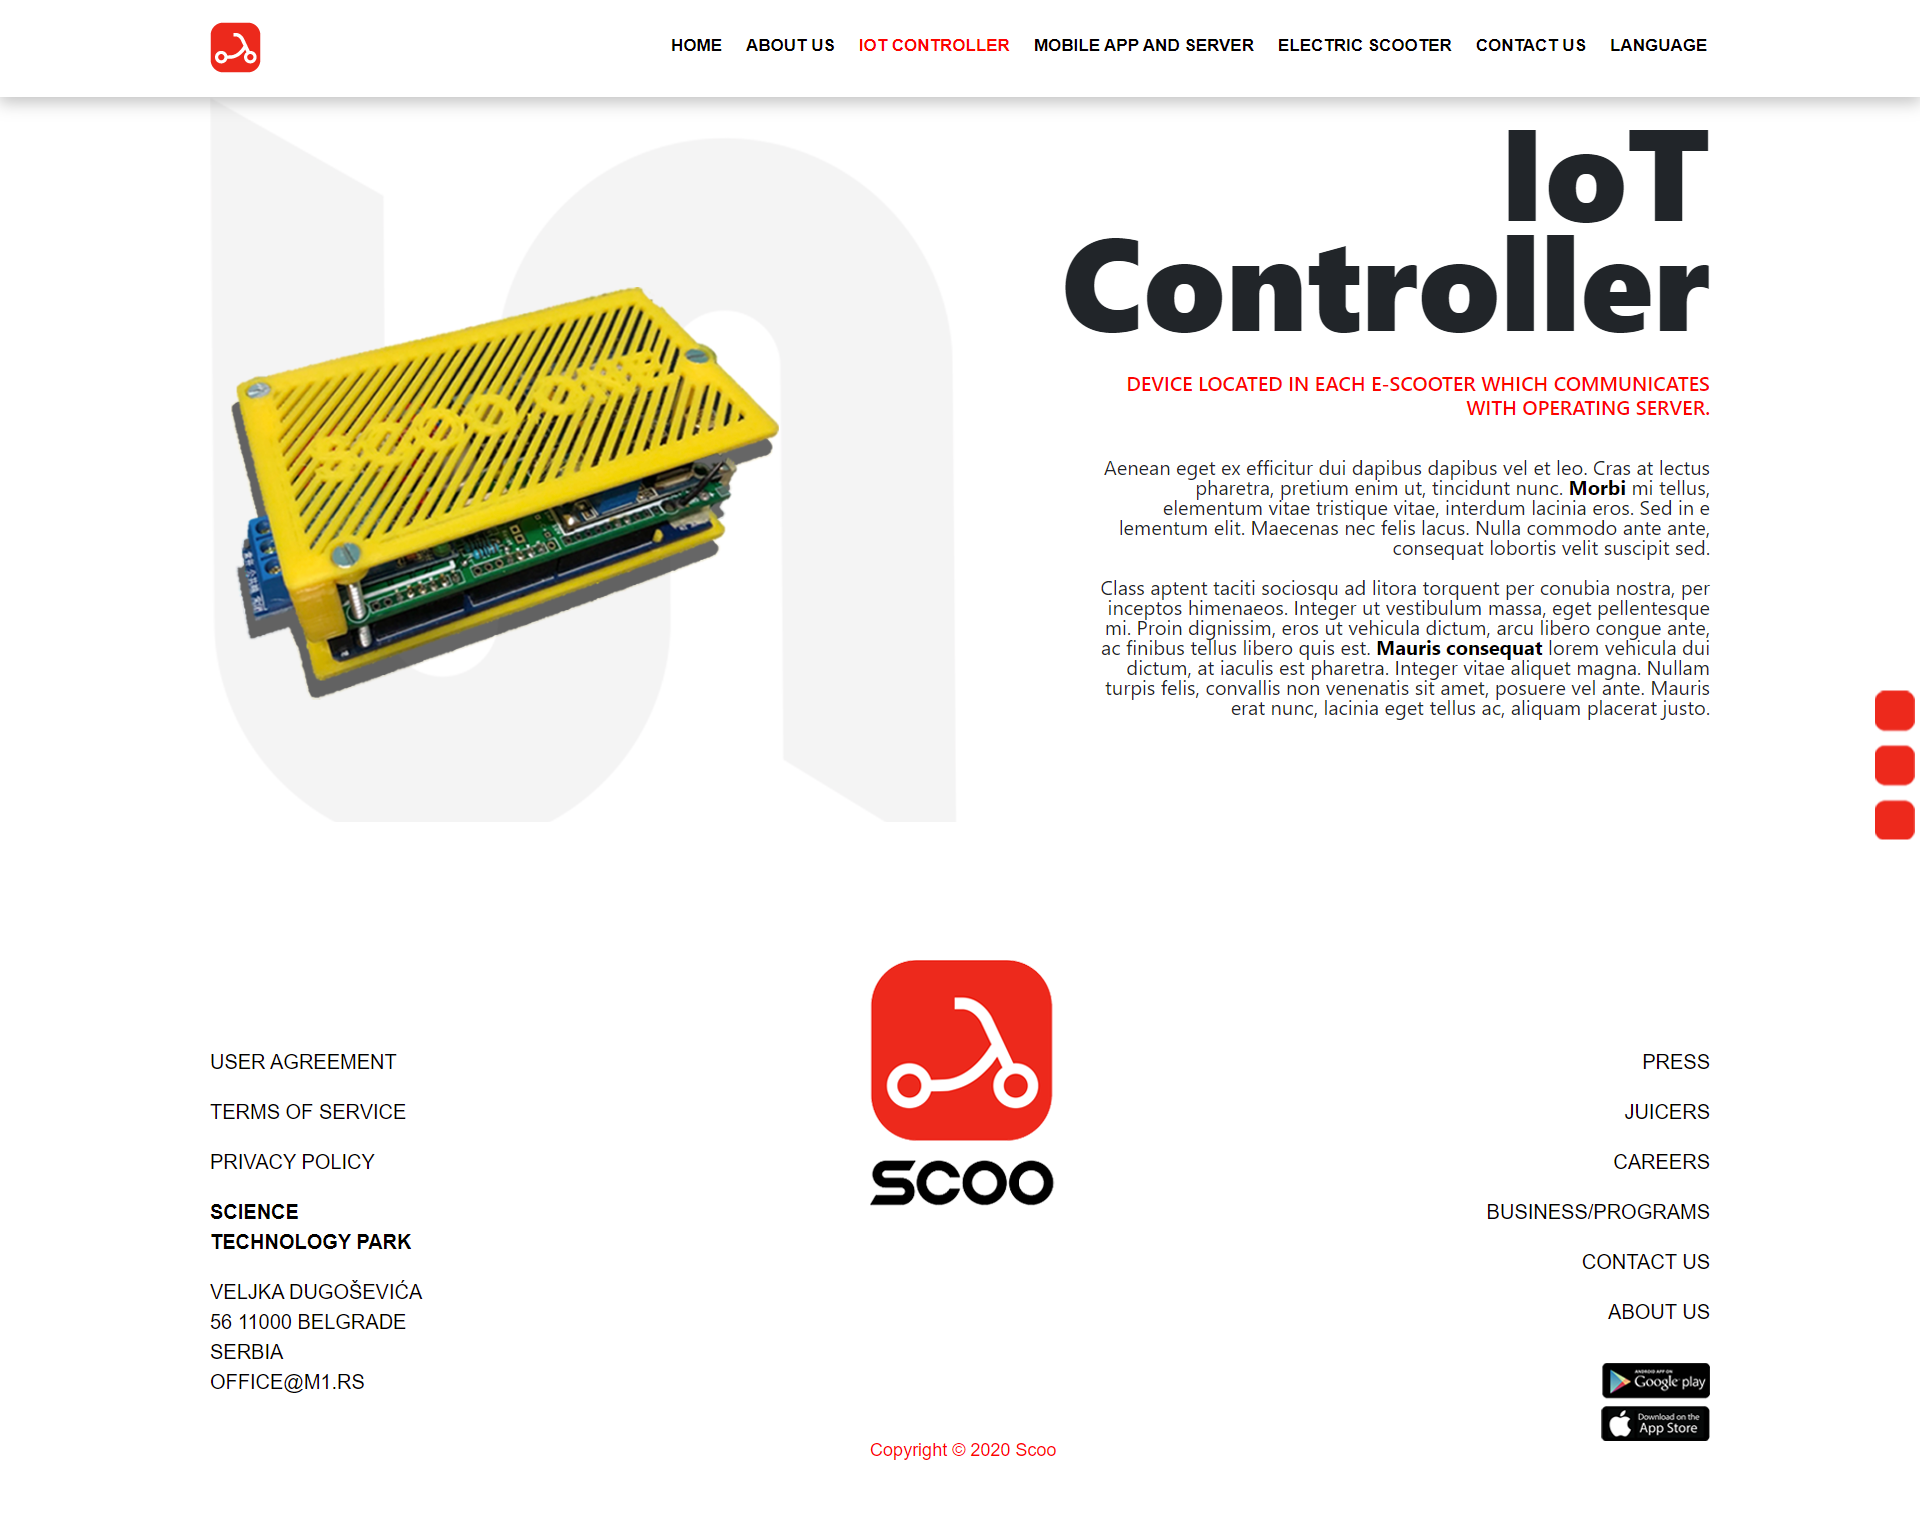 HOME ABOUT US IOT CONTROLLER MOBILE APP AND SERVER ELECTRIC SCOOTER CONTACT US LANGUAGE
IoT
Controller
DEVICE LOCATED IN EACH E-SCOOTER WHICH COMMUNICATES
WITH OPERATING SERVER.
Aenean eget ex efficitur dui dapibus dapibus vel et leo. Cras at lectus
pharetra, pretium enim ut, tincidunt nunc. Morbi mi tellus,
elementum vitae tristique vitae, interdum lacinia eros. Sed in e
lementum elit. Maecenas nec felis lacus. Nulla commodo ante ante,
consequat lobortis velit suscipit sed.
Class aptent taciti sociosqu ad litora torquent per conubia nostra, per
inceptos himenaeos. Integer ut vestibulum massa, eget pellentesque
mi. Proin dignissim, eros ut vehicula dictum, arcu libero congue ante,
ac finibus tellus libero quis est. Mauris consequat lorem vehicula dui
dictum, at iaculis est pharetra. Integer vitae aliquet magna. Nullam
turpis felis, convallis non venenatis sit amet, posuere vel ante. Mauris
erat nunc, lacinia eget tellus ac, aliquam placerat justo.
SCOO ONE
USER AGREEMENT
TERMS OF SERVICE
PRIVACY POLICY
SCIENCE
TECHNOLOGY PARK
VELJKA DUGOŠEVIĆA
56 11000 BELGRADE
SERBIA
OFFICE@M1.RS
SCOO
Copyright © 2020 Scoo
PRESS
JUICERS
CAREERS
BUSINESS/PROGRAMS
CONTACT US
ABOUT US
ANDROID APP ON
Google play
Download on the
App Store